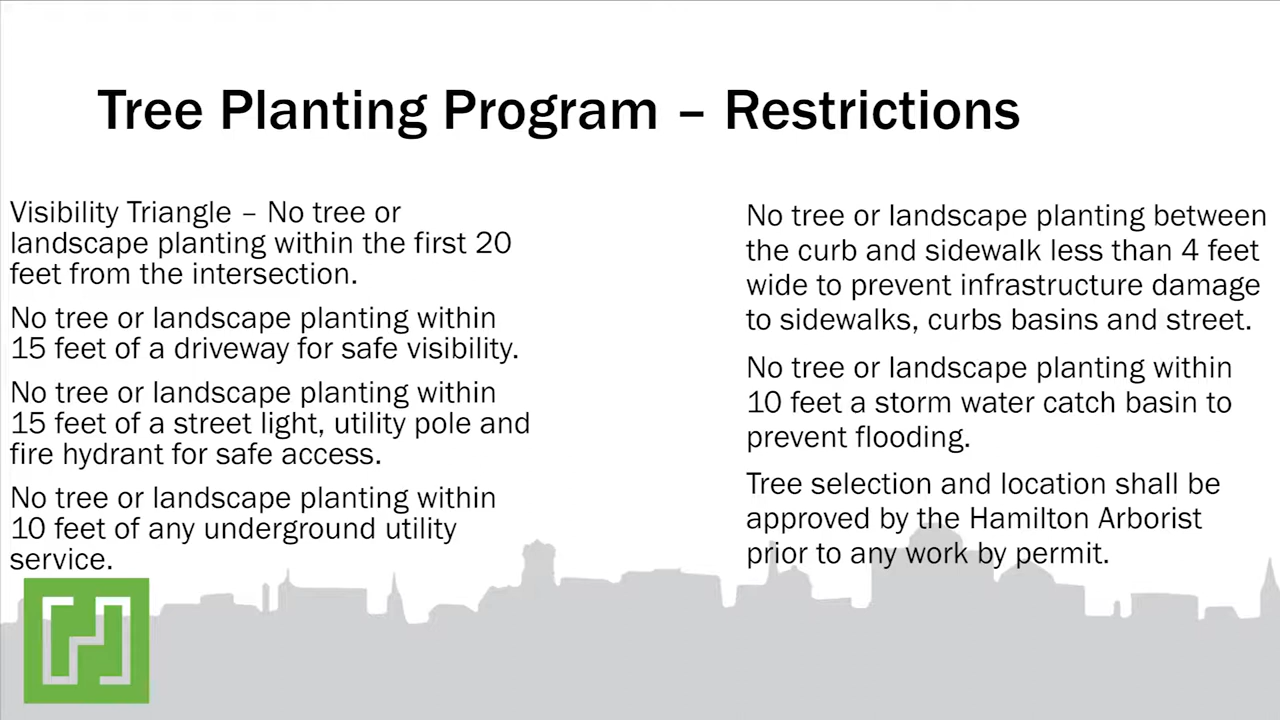 Tree Planting Program – Restrictions
Visibility Triangle – No tree or
landscape planting within the first 20
feet from the intersection.
No tree or landscape planting within
15 feet of a driveway for safe visibility.
No tree or landscape planting within
15 feet of a street light, utility pole and
fire hydrant for safe access.
No tree or landscape planting within
10 feet of any underground utility
service.
No tree or landscape planting between
the curb and sidewalk less than 4 feet
wide to prevent infrastructure damage
to sidewalks, curbs basins and street.
No tree or landscape planting within
10 feet a storm water catch basin to
prevent flooding.
Tree selection and location shall be
approved by the Hamilton Arborist
prior to any work by permit.